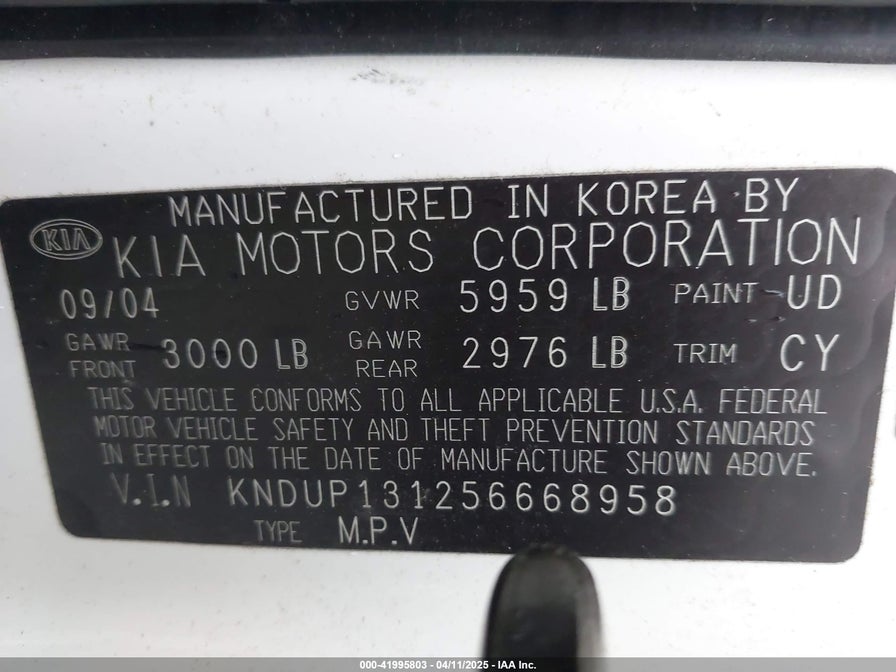 MANUFACTURED IN KOREA BY
KIA KIA MOTORS CORPORATION
09/04 GVWR 5959 LB PAINT UD
GAWR FRONT 3000 LB GAWR REAR 2976 LB TRIM CY
THIS VEHICLE CONFORMS TO ALL APPLICABLE U.S.A. FEDERAL
MOTOR VEHICLE SAFETY AND THEFT PREVENTION STANDARDS
IN EFFECT ON THE DATE OF MANUFACTURE SHOWN ABOVE.
V.I.N KNDUP131256668958
TYPE M.P.V
000-41995803 - 04/11/2025 - IAA Inc.